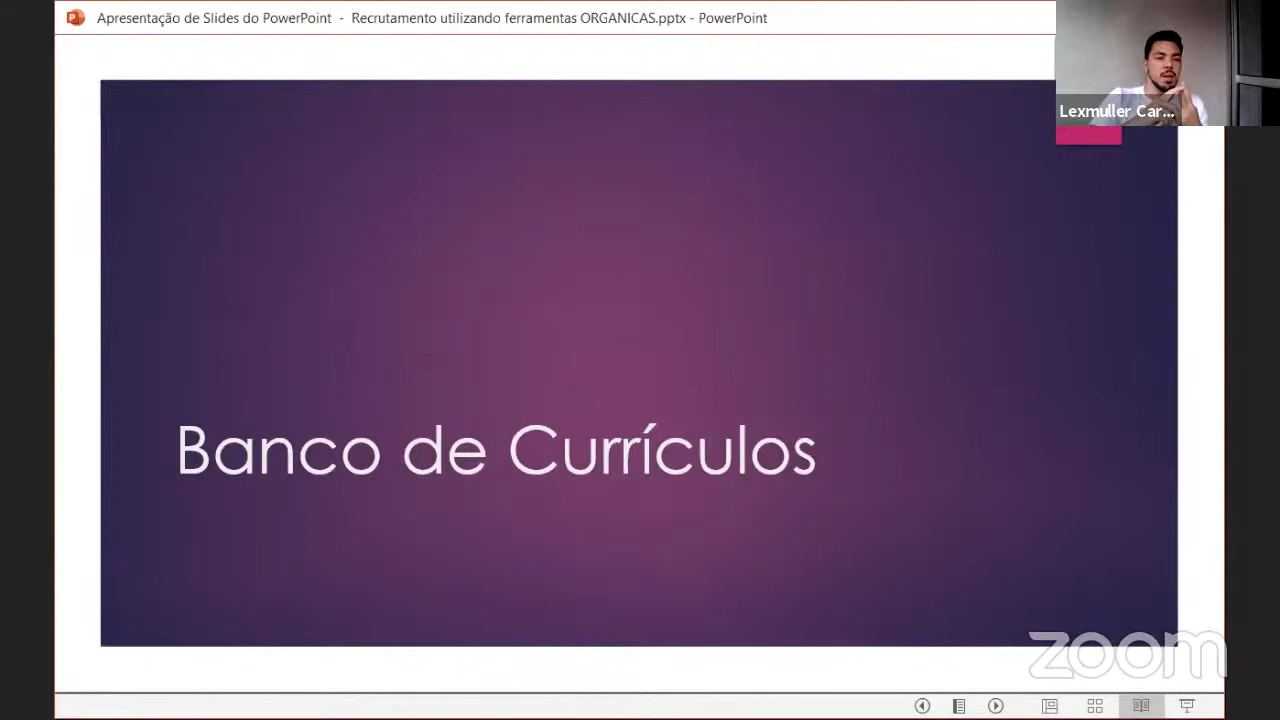 Apresentação de Slides do PowerPoint - Recrutamento utilizando ferramentas ORGANICAS.pptx - PowerPoint
Lexmuller Car...
Banco de Currículos
zoom